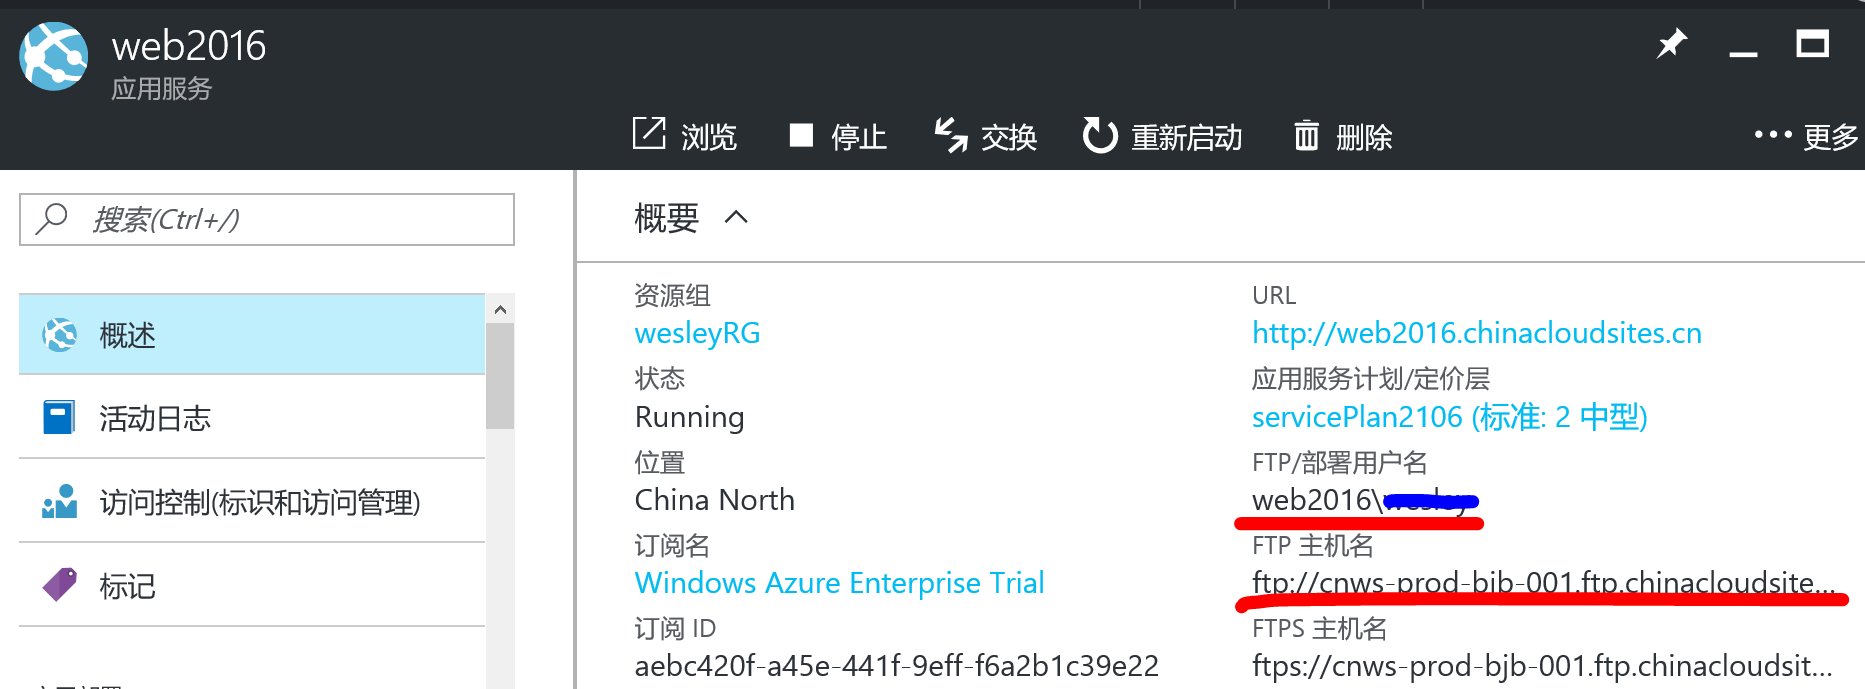 web2016
应用服务
浏览 停止 交换 重新启动 删除 更多
搜索(Ctrl+/)
概述
活动日志
访问控制(标识和访问管理)
标记
概要
资源组
wesleyRG
状态
Running
位置
China North
订阅名
Windows Azure Enterprise Trial
订阅 ID
aebc420f-a45e-441f-9eff-f6a2b1c39e22
URL
http://web2016.chinacloudsites.cn
应用服务计划/定价层
servicePlan2106 (标准: 2 中型)
FTP/部署用户名
web2016\
FTP 主机名
ftp://cnws-prod-bjb-001.ftp.chinacloudsite...
FTPS 主机名
ftps://cnws-prod-bjb-001.ftp.chinacloudsit...